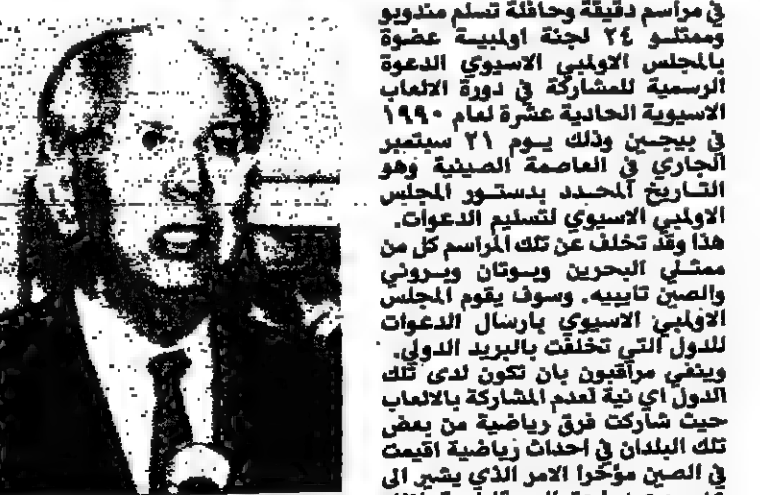 في مراسم دقيقة وحافلة تسلم مندوبو
وممثلو ٢٤ لجنة اولمبية عضوة
بالمجلس الاولمبي الاسيوي الدعوة
الرسمية للمشاركة في دورة الالعاب
الاسيوية الحادية عشرة لعام ١٩٩٠
في بيجين وذلك يوم ٢١ سبتمبر
الجاري في العاصمة الصينية وهو
التاريخ المحدد بدستور المجلس
الاولمبي الاسيوي لتسليم الدعوات.
هذا وقد تخلف عن تلك المراسم كل من
ممثلي البحرين وبوتان وبروني
والصين تايبيه. وسوف يقوم المجلس
الاولمبي الاسيوي بارسال الدعوات
للدول التي تخلفت بالبريد الدولي.
وينفي مراقبون بان تكون لدى تلك
الدول اي نية لعدم المشاركة بالالعاب
حيث شاركت فرق رياضية من بعض
تلك البلدان في احداث رياضية اقيمت
في الصين مؤخرا الامر الذي يشير الى